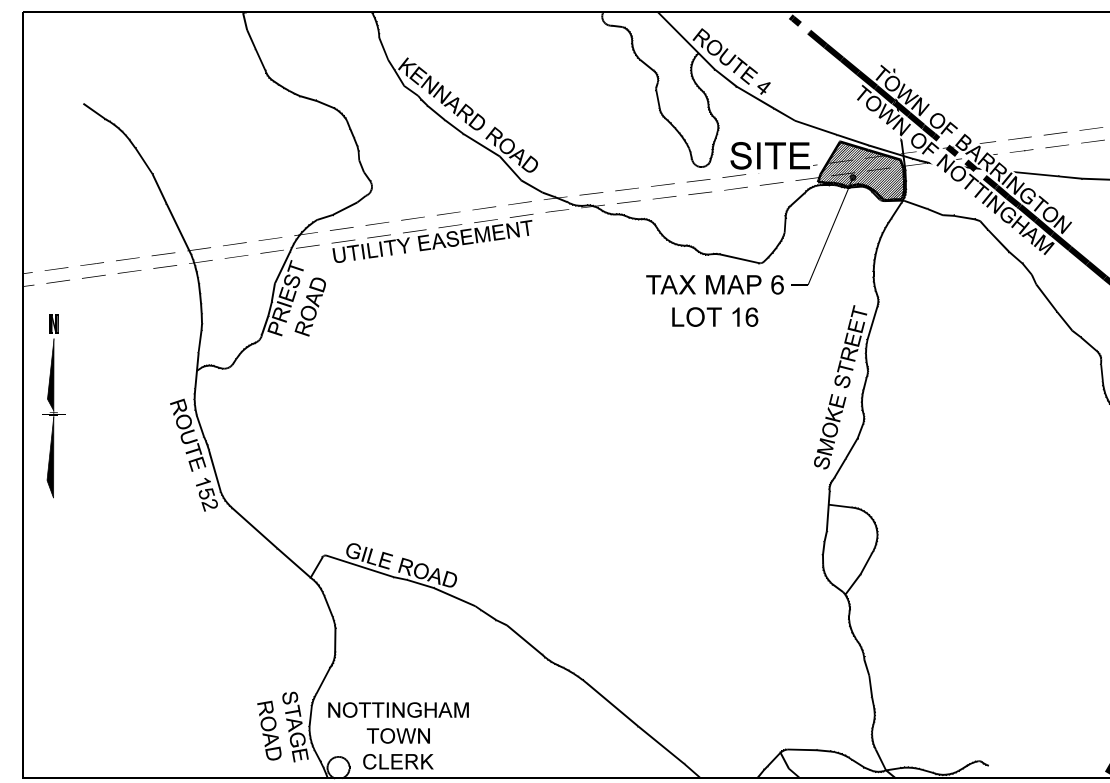 ROUTE 4
KENNARD ROAD
TOWN OF BARRINGTON
TOWN OF NOTTINGHAM
SITE
UTILITY EASEMENT
PRIEST
ROAD
TAX MAP 6
LOT 16
N
SMOKE STREET
ROUTE 152
GILE ROAD
STAGE
ROAD
NOTTINGHAM
TOWN
CLERK